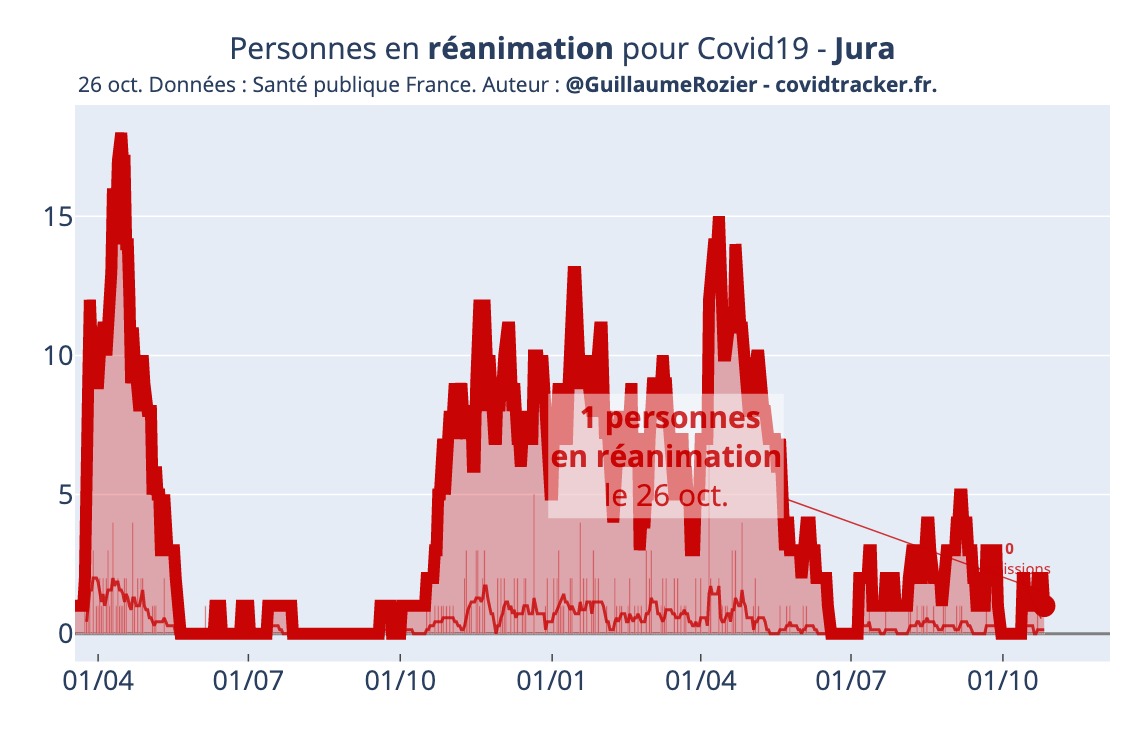 Personnes en réanimation pour Covid19 - Jura
26 oct. Données : Santé publique France. Auteur : @GuillaumeRozier - covidtracker.fr.
15
10
5
0
1 personnes
en réanimation
le 26 oct.
0
01/04
01/07
01/10
01/01
01/04
01/07
01/10